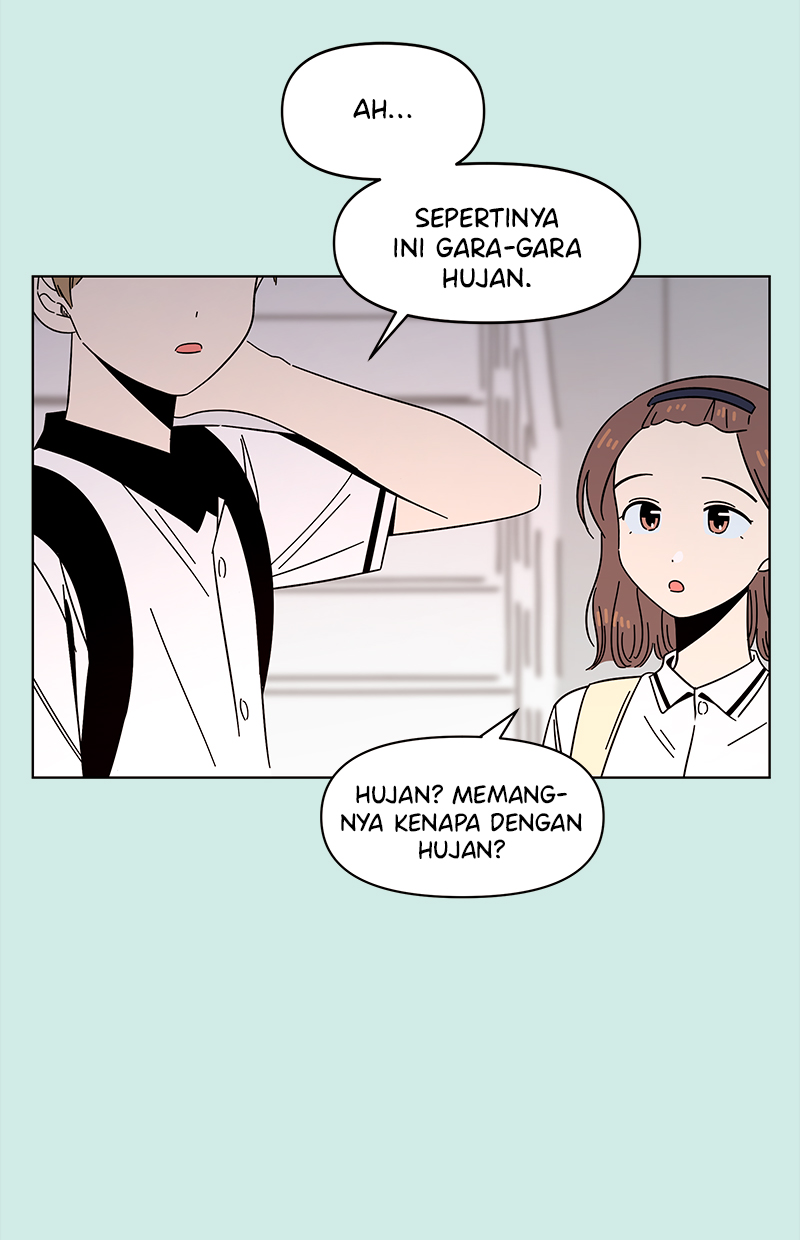 AH...
SEPERTINYA
INI GARA-GARA
HUJAN.
HUJAN? MEMANG-
NYA KENAPA DENGAN
HUJAN?